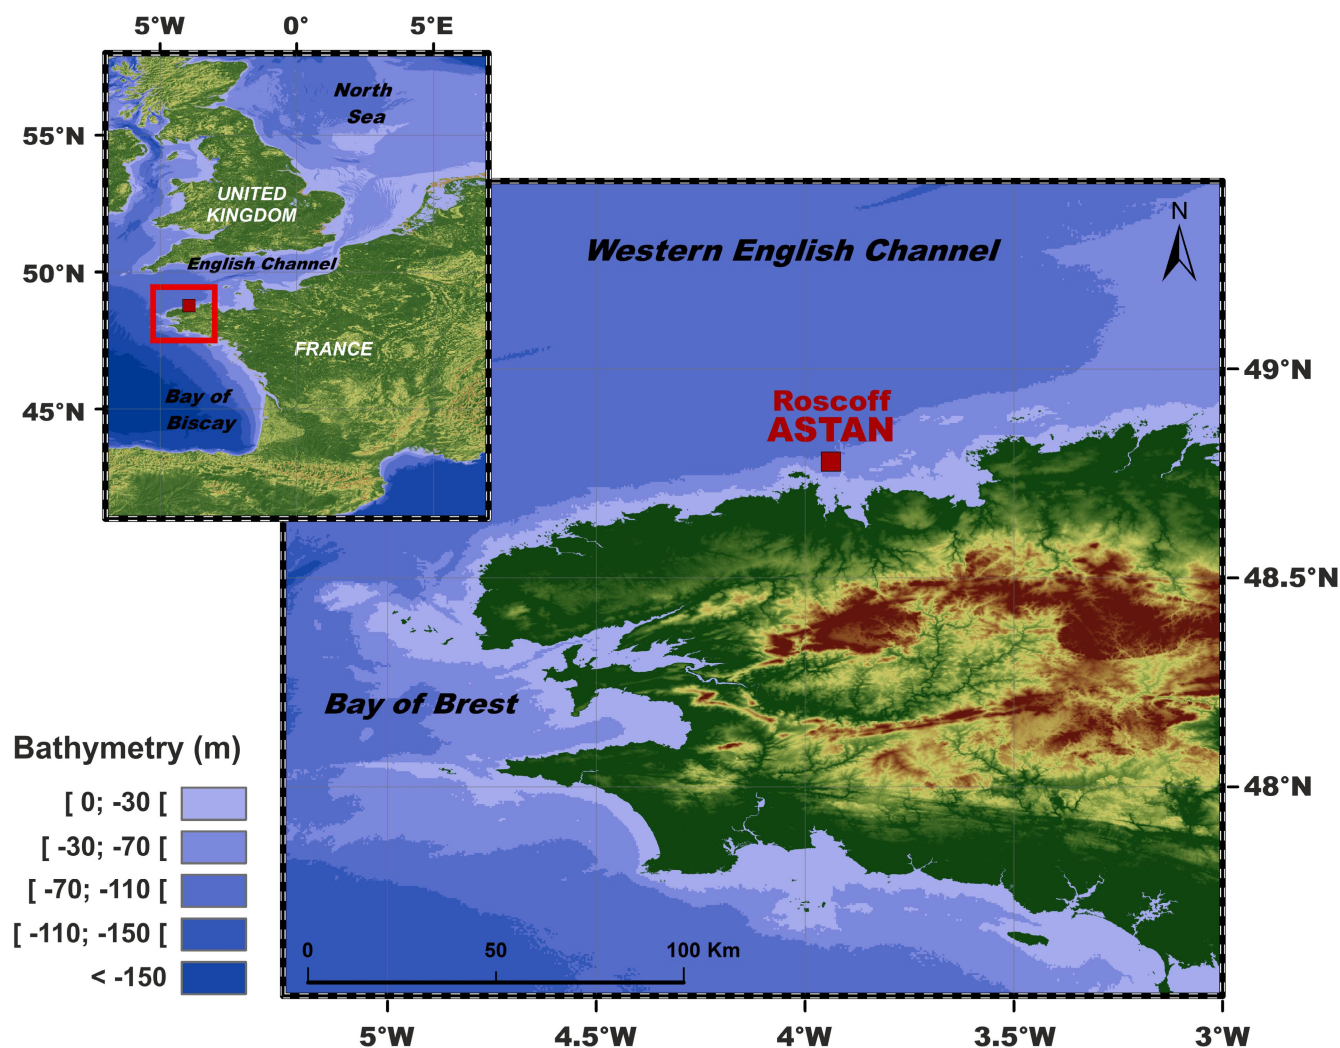 5°W 0° 5°E
55°N
50°N
45°N
North
Sea
UNITED
KINGDOM
English Channel
FRANCE
Bay of
Biscay
Western English Channel
N
49°N
Roscoff
ASTAN
48.5°N
Bay of Brest
48°N
Bathymetry (m)
[ 0; -30 [
[ -30; -70 [
[ -70; -110 [
[ -110; -150 [
< -150
0 50 100 Km
5°W 4.5°W 4°W 3.5°W 3°W